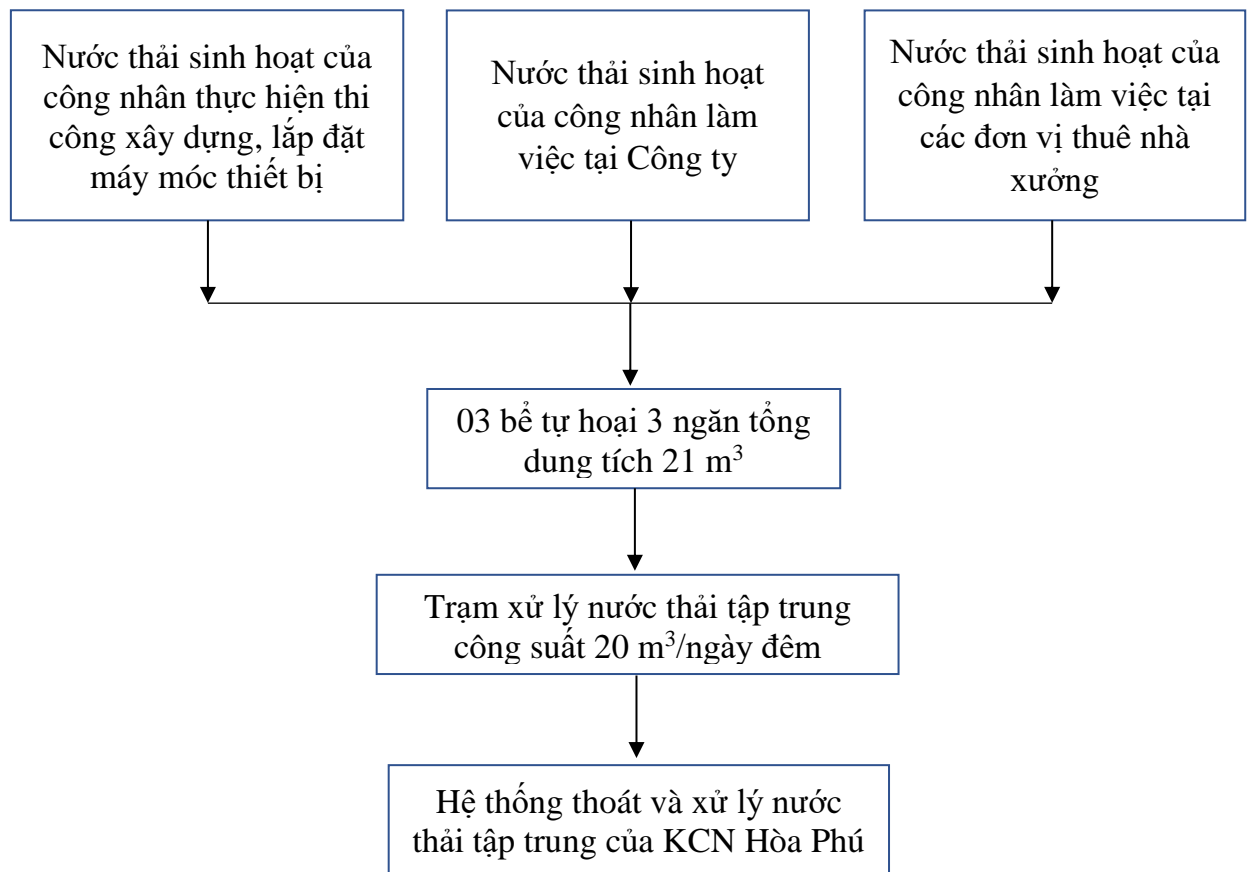 Nước thải sinh hoạt của
công nhân thực hiện thi
công xây dựng, lắp đặt
máy móc thiết bị
Nước thải sinh hoạt
của công nhân làm
việc tại Công ty
Nước thải sinh hoạt của
công nhân làm việc tại
các đơn vị thuê nhà
xưởng
03 bể tự hoại 3 ngăn tổng
dung tích 21 m³
Trạm xử lý nước thải tập trung
công suất 20 m³/ngày đêm
Hệ thống thoát và xử lý nước
thải tập trung của KCN Hòa Phú